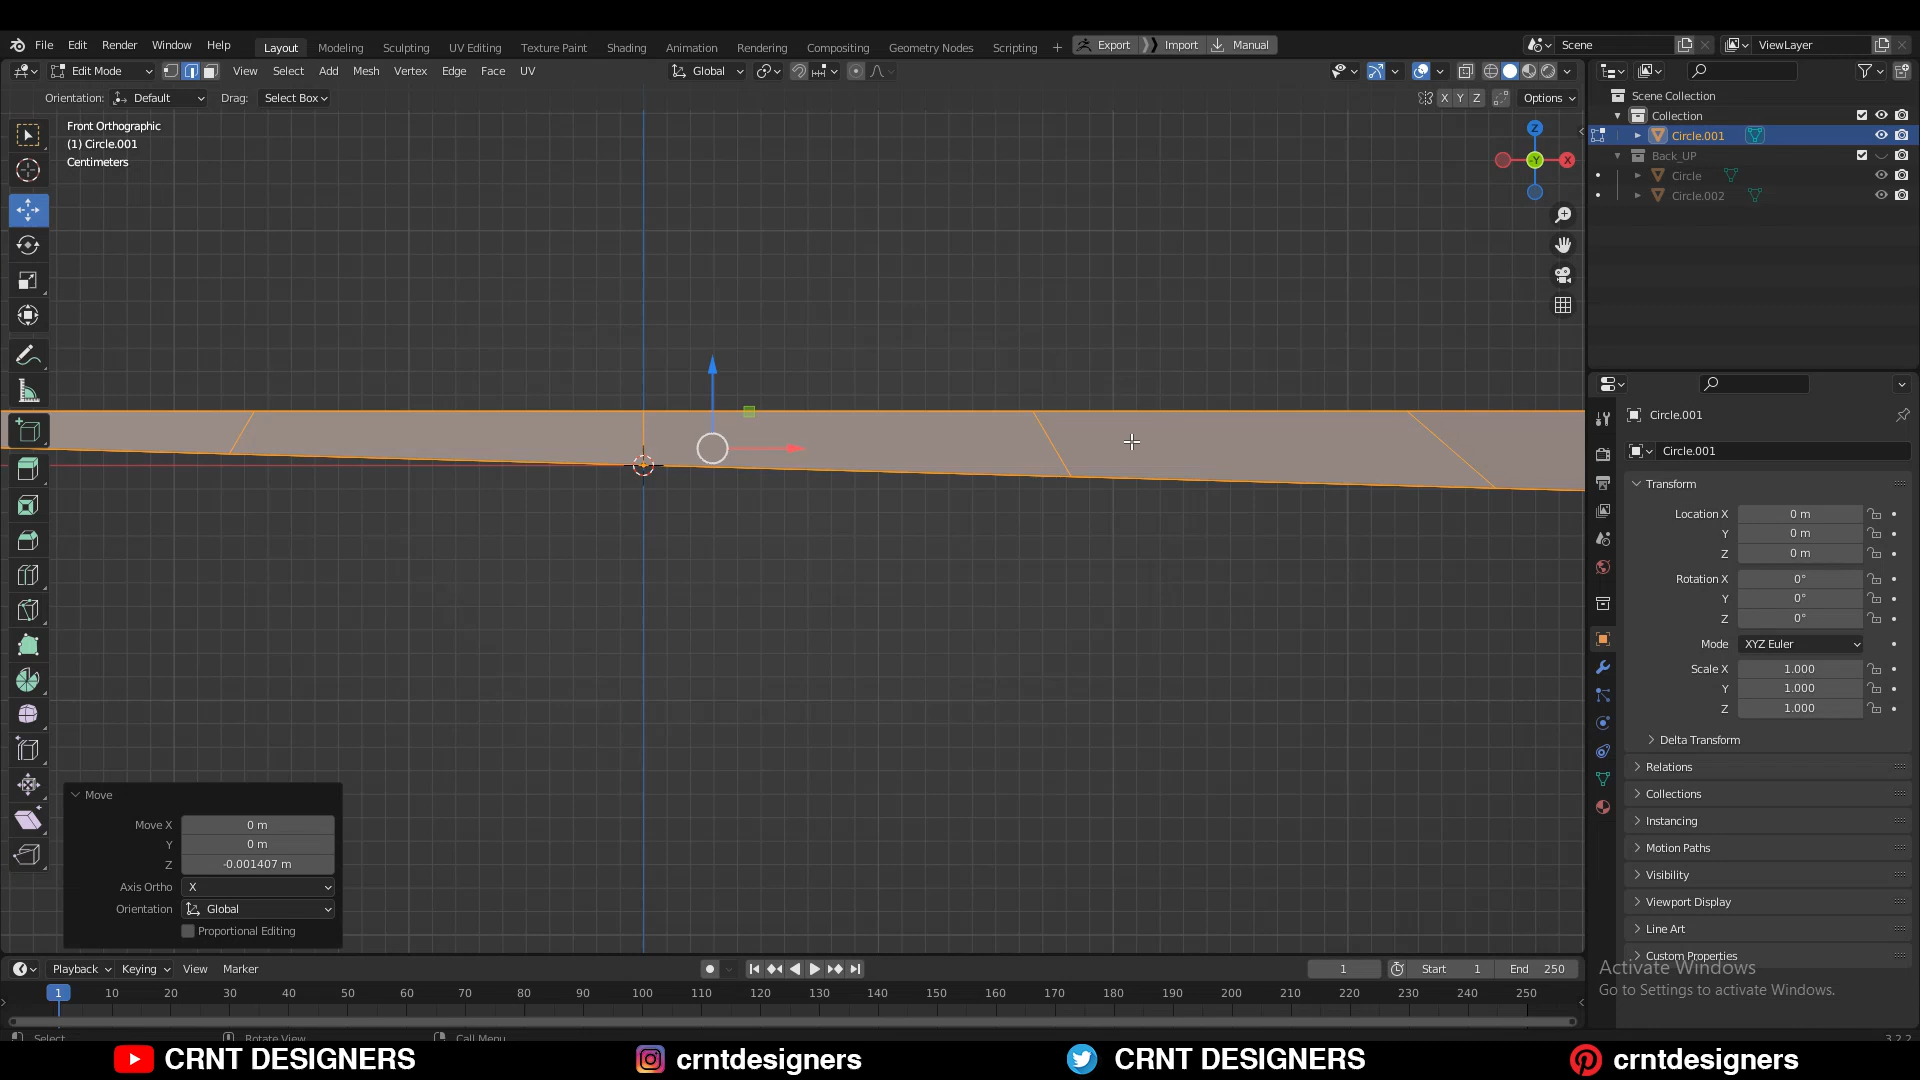 File Edit Render Window Help Layout Modeling Sculpting UV Editing Texture Paint Shading Animation Rendering Compositing Geometry Nodes Scripting + Export Import Manual Scene ViewLayer
Edit Mode View Select Add Mesh Vertex Edge Face UV Global
Orientation: Default Drag: Select Box X Y Z Options
Front Orthographic
(1) Circle.001
Centimeters
Z
Y
X
Scene Collection
Collection
Circle.001
Back_UP
Circle
Circle.002
Circle.001
Circle.001
Transform
Location X 0 m
Y 0 m
Z 0 m
Rotation X 0°
Y 0°
Z 0°
Mode XYZ Euler
Scale X 1.000
Y 1.000
Z 1.000
Delta Transform
Relations
Collections
Instancing
Motion Paths
Visibility
Viewport Display
Line Art
Custom Properties
Activate Windows
Go to Settings to activate Windows.
Move
Move X 0 m
Y 0 m
Z -0.001407 m
Axis Ortho X
Orientation Global
Proportional Editing
Playback Keying View Marker 1 Start 1 End 250
1 10 20 30 40 50 60 70 80 90 100 110 120 130 140 150 160 170 180 190 200 210 220 230 240 250
Select Rotate View Call Menu 3.2.2
CRNT DESIGNERS crntdesigners CRNT DESIGNERS crntdesigners